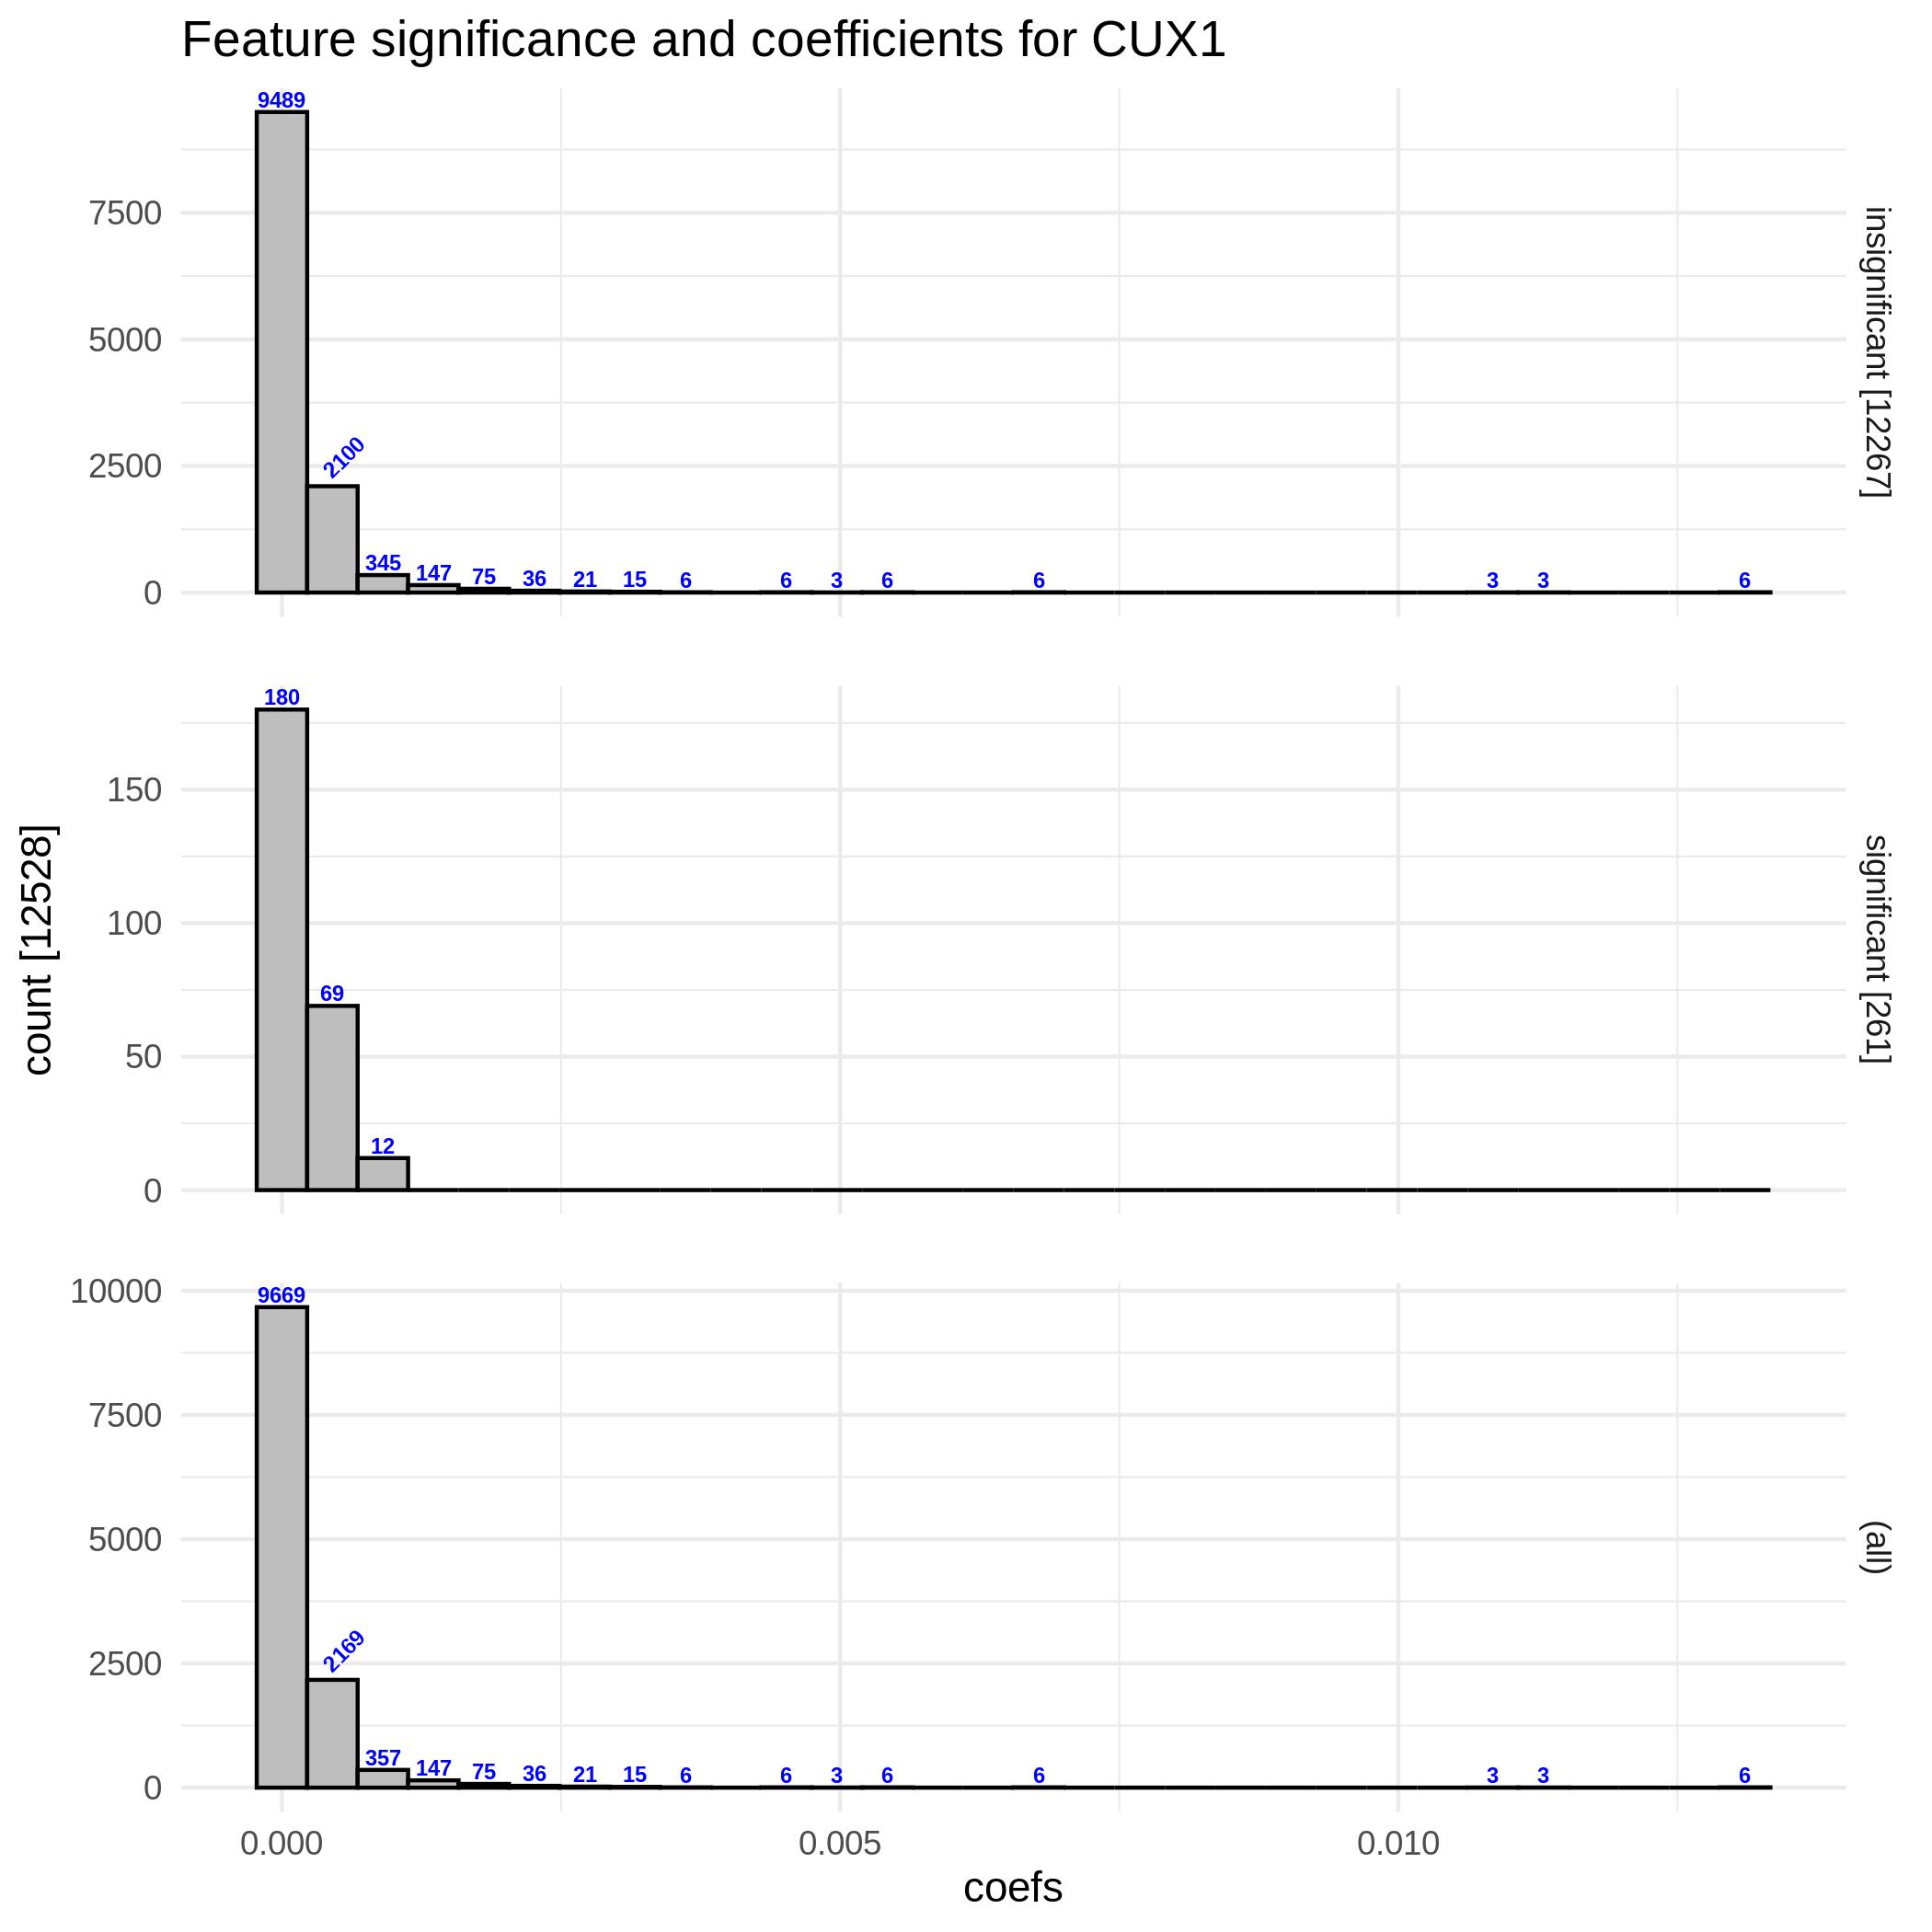 Feature significance and coefficients for CUX1
9489
7500
5000
2500
0
2100
345 147 75 36 21 15 6 6 3 6 6 3 3 6
insignificant [12267]
count [12528]
180
150
100
50
0
69
12
significant [261]
10000
9669
7500
5000
2500
0
2169
357 147 75 36 21 15 6 6 3 6 6 3 3 6
(all)
0.000 0.005 0.010
coefs